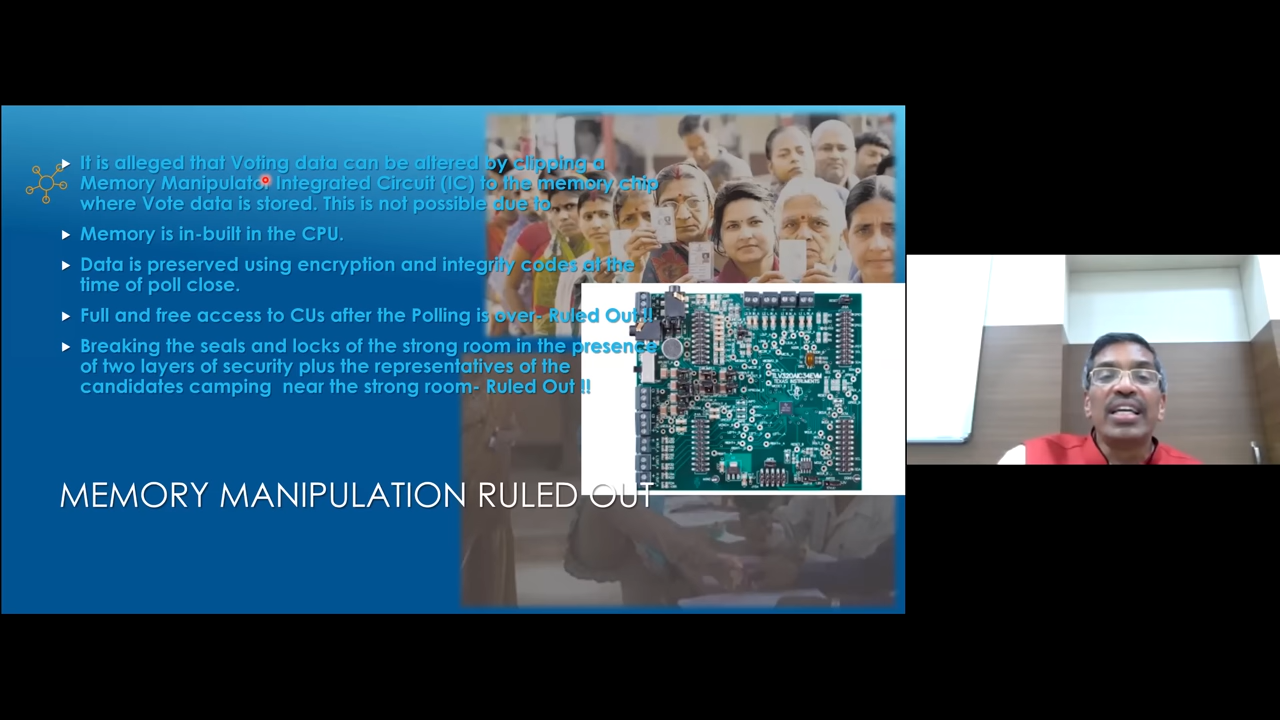 It is alleged that Voting data can be altered by clipping a
Memory Manipulator Integrated Circuit (IC) to the memory chip
where Vote data is stored. This is not possible due to
Memory is in-built in the CPU.
Data is preserved using encryption and integrity codes at the
time of poll close.
Full and free access to CUs after the Polling is over- Ruled Out !!
Breaking the seals and locks of the strong room in the presence
of two layers of security plus the representatives of the
candidates camping near the strong room- Ruled Out !!
TLV320AIC34EVM
TEXAS INSTRUMENTS
MEMORY MANIPULATION RULED OUT